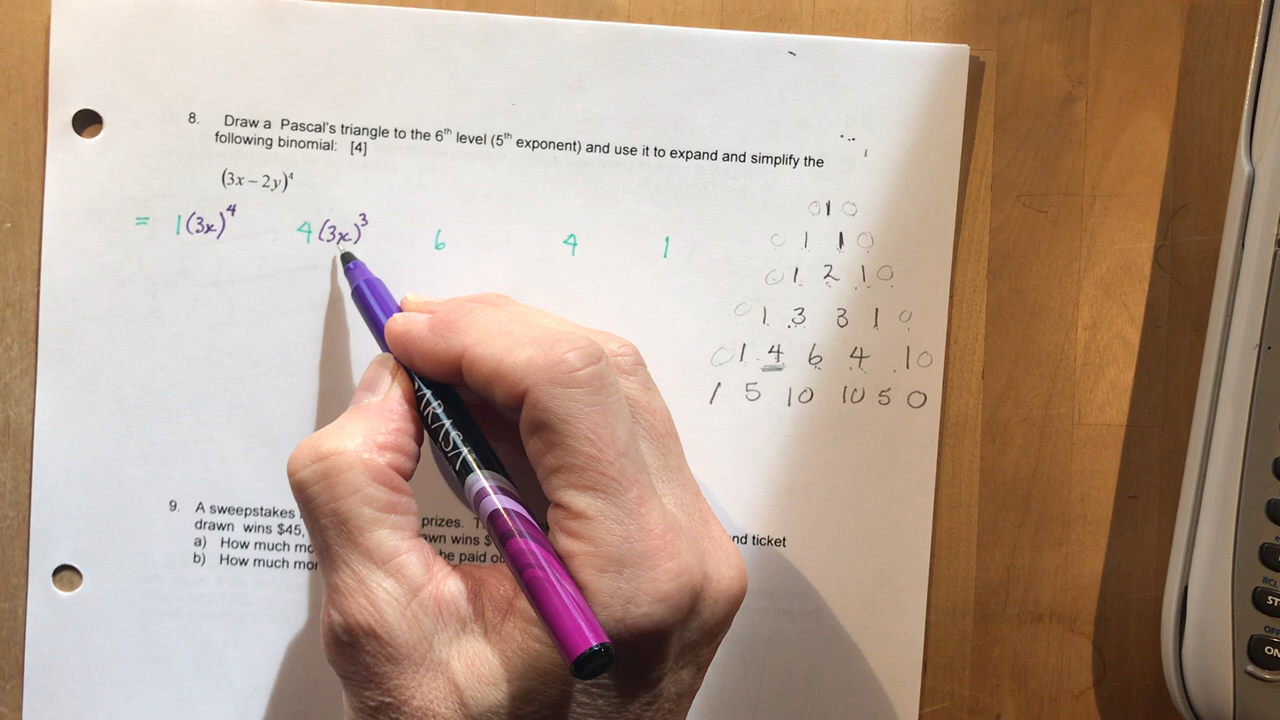 8. Draw a Pascal's triangle to the 6th level (5th exponent) and use it to expand and simplify the
following binomial: [4]
(3x – 2y)⁴
= 1(3x)⁴ 4(3x)³ 6 4 1
0 1 0
0 1 1 0
0 1 2 1 0
0 1 3 3 1 0
0 1 4 6 4 1 0
1 5 10 10 5 0
9. A sweepstakes prizes.
drawn wins $45, wins $ ticket
a) How much
b) How much be paid
RCL
ARASA